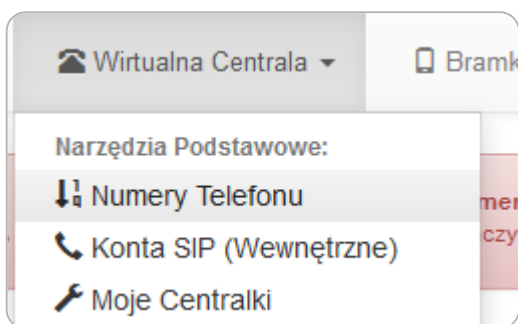 Wirtualna Centrala
Narzędzia Podstawowe:
Numery Telefonu
Konta SIP (Wewnętrzne)
Moje Centralki